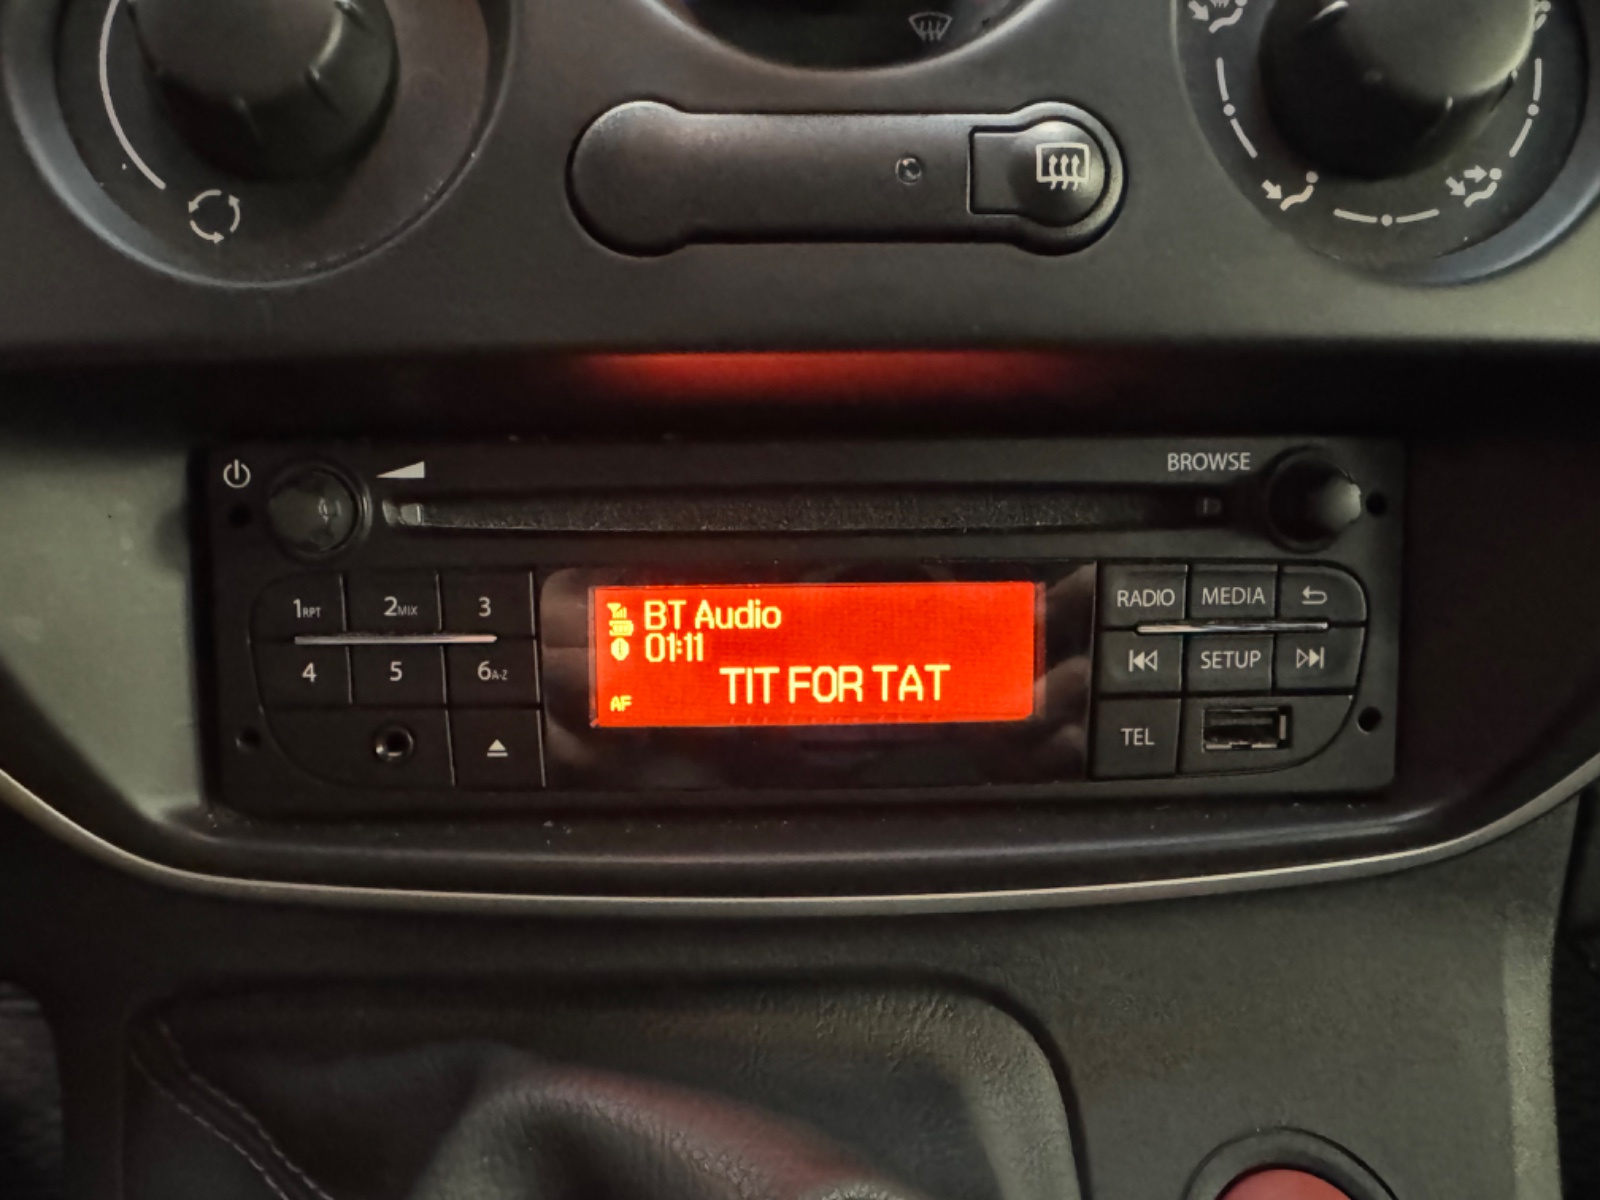 BROWSE
1RPT
2MIX
3
4
5
6A-Z
BT Audio
01:11
TIT FOR TAT
AF
RADIO
MEDIA
SETUP
TEL